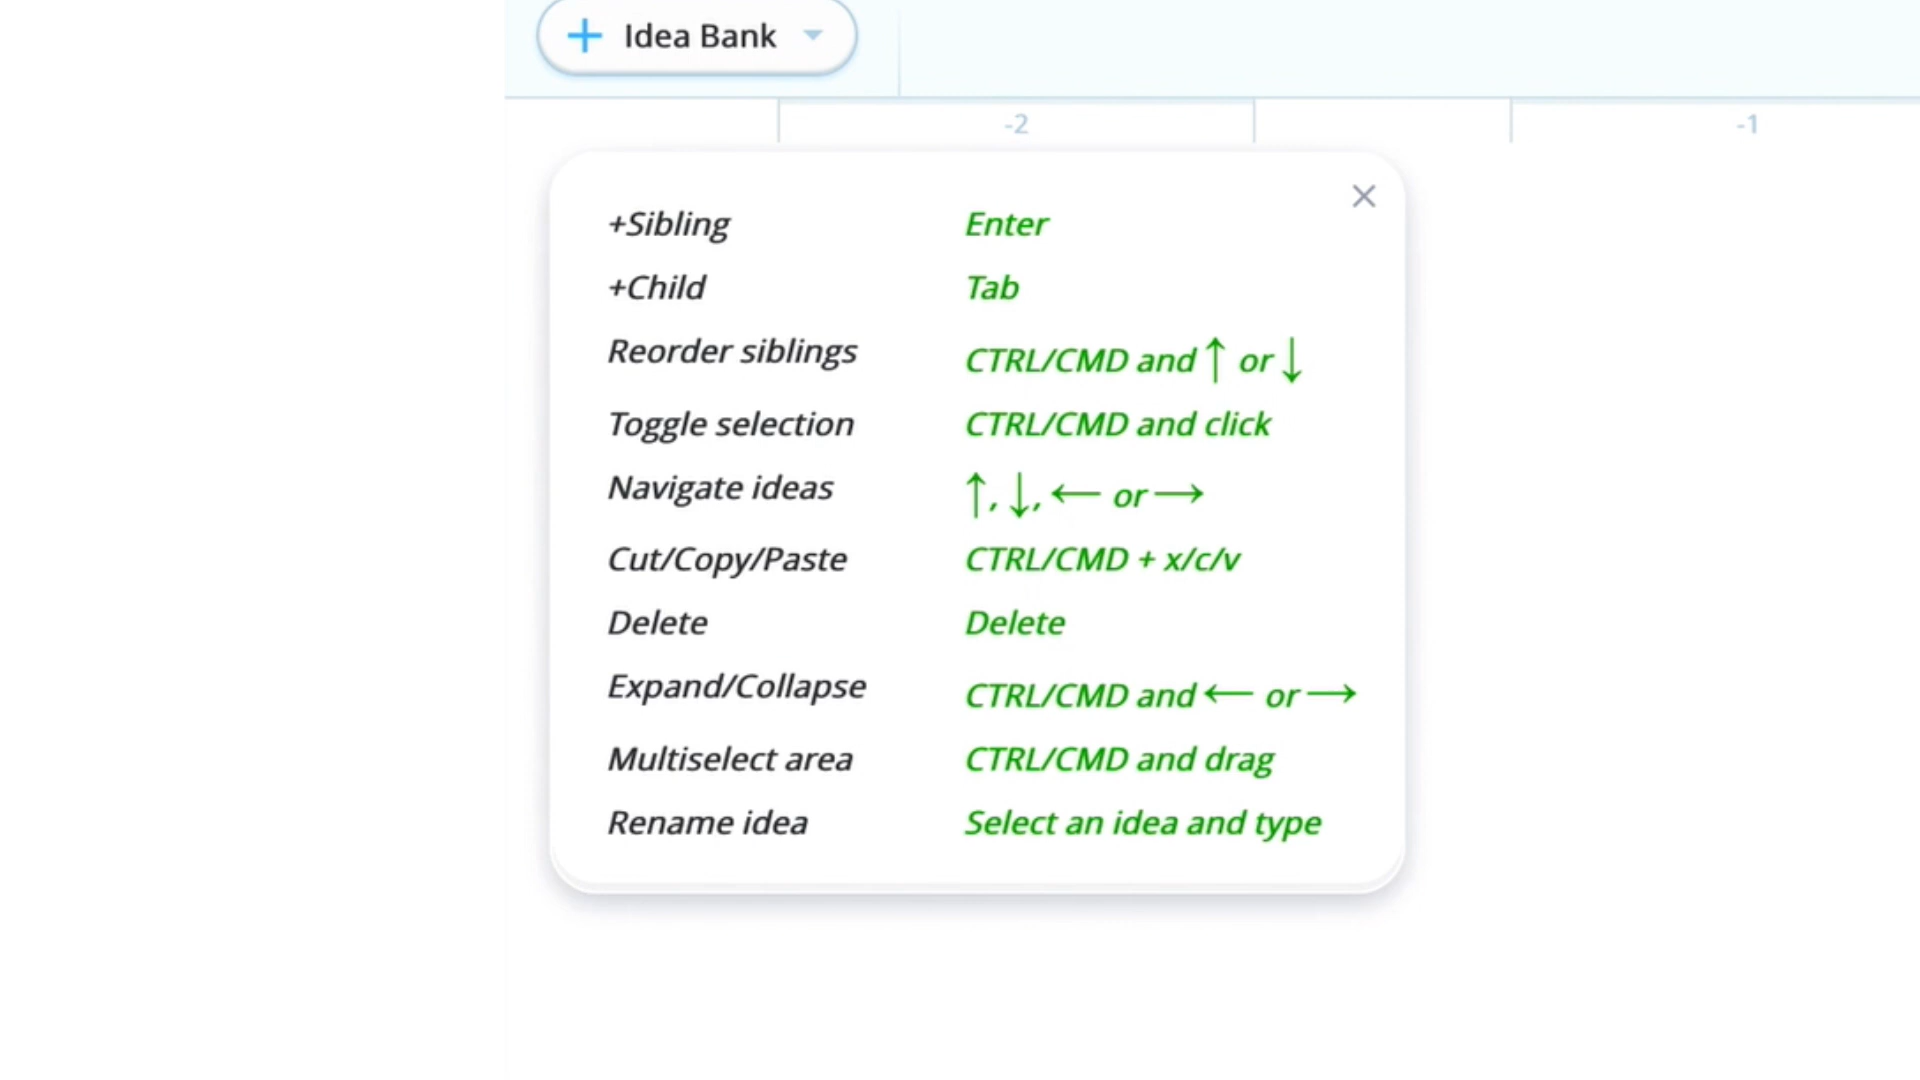 Idea Bank
-2 -1
+Sibling Enter
+Child Tab
Reorder siblings CTRL/CMD and ↑ or ↓
Toggle selection CTRL/CMD and click
Navigate ideas ↑, ↓, ← or →
Cut/Copy/Paste CTRL/CMD + x/c/v
Delete Delete
Expand/Collapse CTRL/CMD and ← or →
Multiselect area CTRL/CMD and drag
Rename idea Select an idea and type